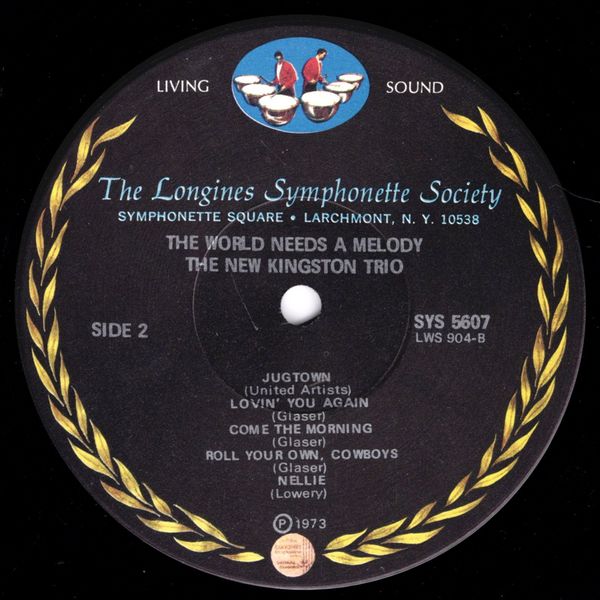 LIVING SOUND
The Longines Symphonette Society
SYMPHONETTE SQUARE • LARCHMONT, N. Y. 10538
THE WORLD NEEDS A MELODY
THE NEW KINGSTON TRIO
SIDE 2
SYS 5607
LWS 904-B
JUGTOWN
(United Artists)
LOVIN' YOU AGAIN
(Glaser)
COME THE MORNING
(Glaser)
ROLL YOUR OWN, COWBOYS
(Glaser)
NELLIE
(Lowery)
Ⓟ 1973